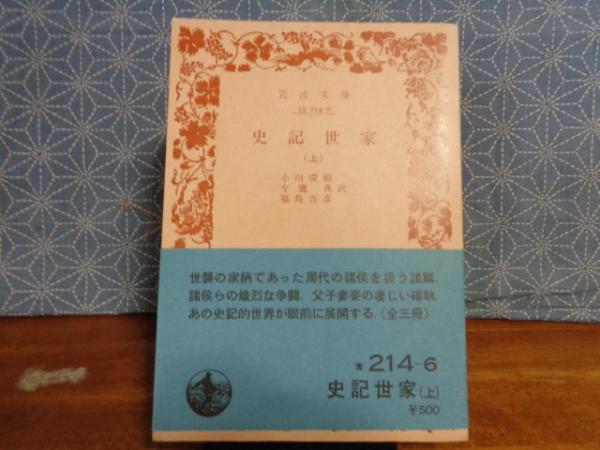 岩波文庫
33-214-6
史記世家
(上)
小川環樹
今鷹 真訳
福島吉彦
世襲の家柄であった周代の諸侯を扱う諸篇.
諸侯らの熾烈な争闘, 父子妻妾の凄じい確執.
あの史記的世界が眼前に展開する.(全三冊)
青 214-6
史記世家(上)
¥500